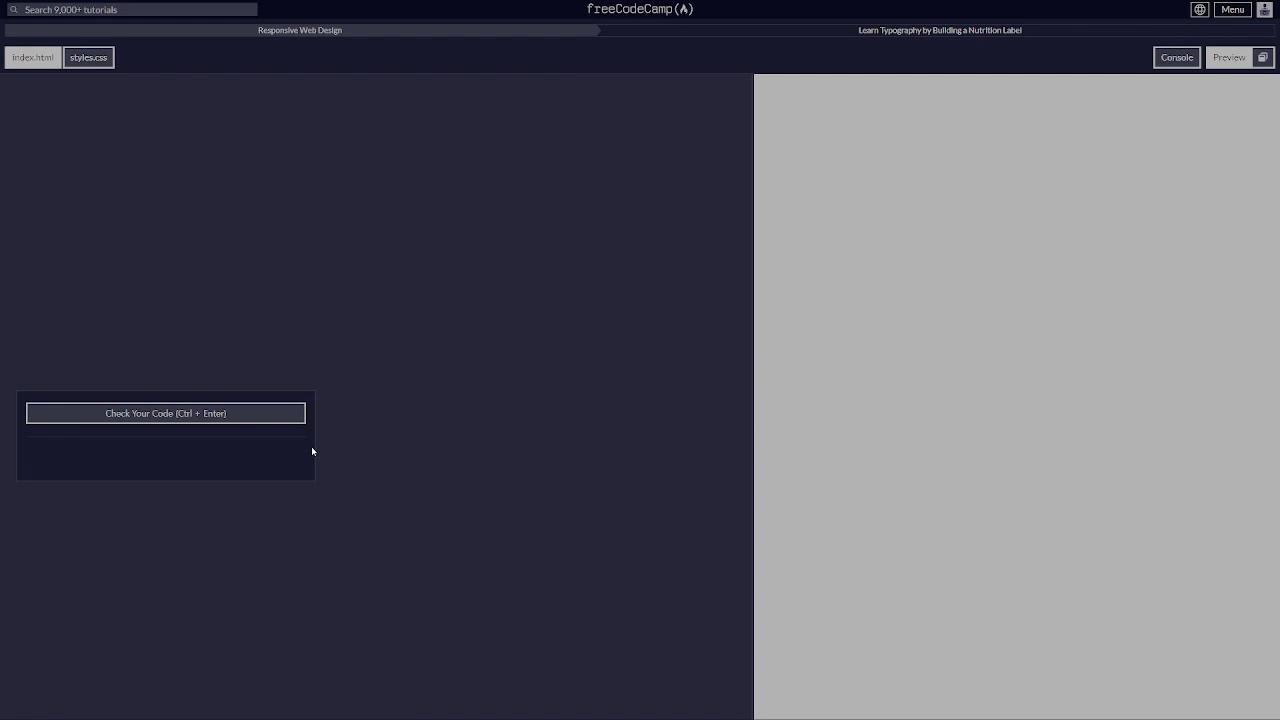 Search 9,000+ tutorials
freeCodeCamp(🔥)
Menu
Responsive Web Design
Learn Typography by Building a Nutrition Label
index.html
styles.css
Console
Preview
Check Your Code (Ctrl + Enter)